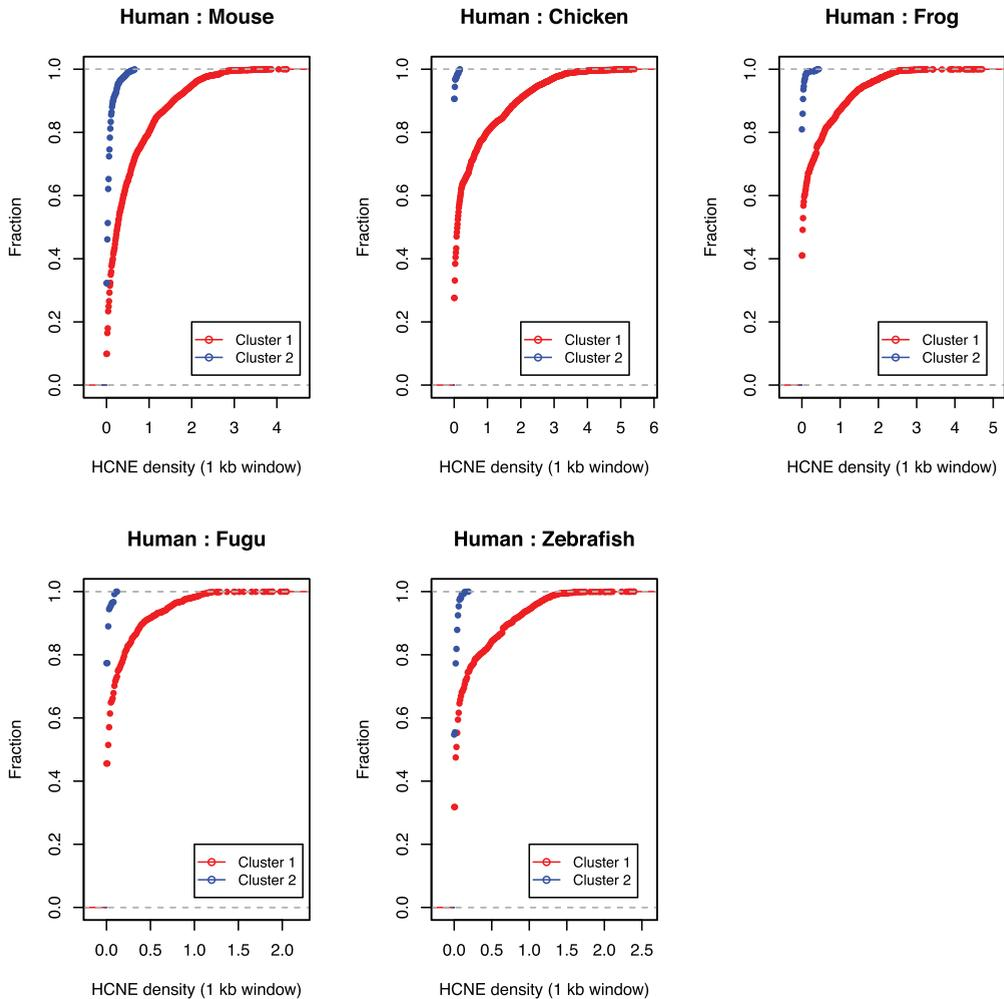 Human : Mouse
Human : Chicken
Human : Frog
Fraction
0.0 0.2 0.4 0.6 0.8 1.0
Cluster 1
Cluster 2
0 1 2 3 4
HCNE density (1 kb window)
Fraction
0.0 0.2 0.4 0.6 0.8 1.0
Cluster 1
Cluster 2
0 1 2 3 4 5 6
HCNE density (1 kb window)
Fraction
0.0 0.2 0.4 0.6 0.8 1.0
Cluster 1
Cluster 2
0 1 2 3 4 5
HCNE density (1 kb window)
Human : Fugu
Human : Zebrafish
Fraction
0.0 0.2 0.4 0.6 0.8 1.0
Cluster 1
Cluster 2
0.0 0.5 1.0 1.5 2.0
HCNE density (1 kb window)
Fraction
0.0 0.2 0.4 0.6 0.8 1.0
Cluster 1
Cluster 2
0.0 0.5 1.0 1.5 2.0 2.5
HCNE density (1 kb window)